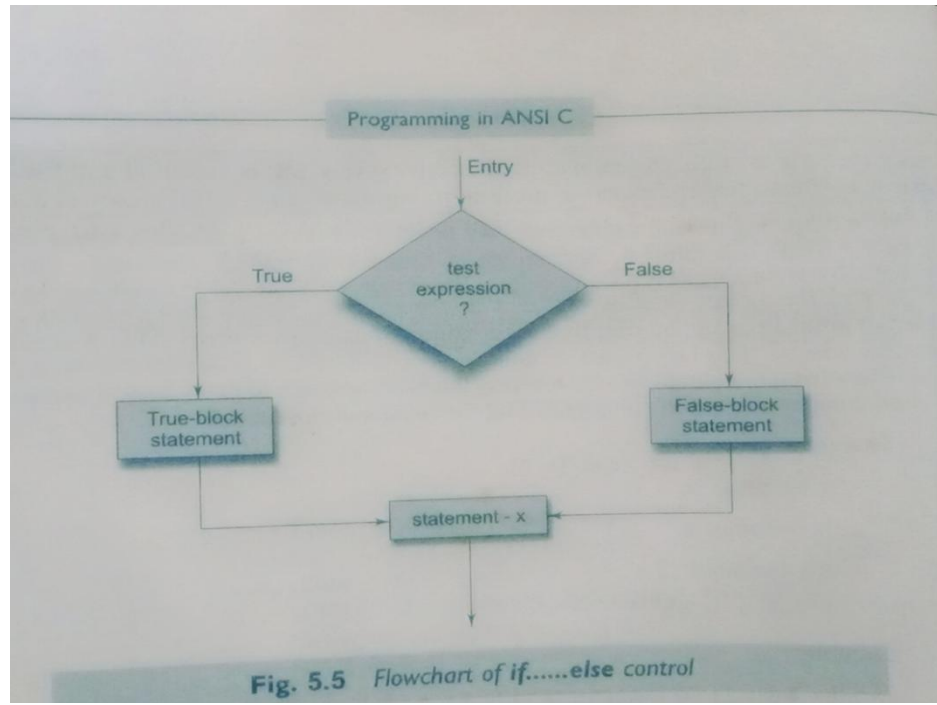 Programming in ANSI C
Entry
test
expression
?
True
False
True-block
statement
False-block
statement
statement - x
Fig. 5.5 Flowchart of if......else control